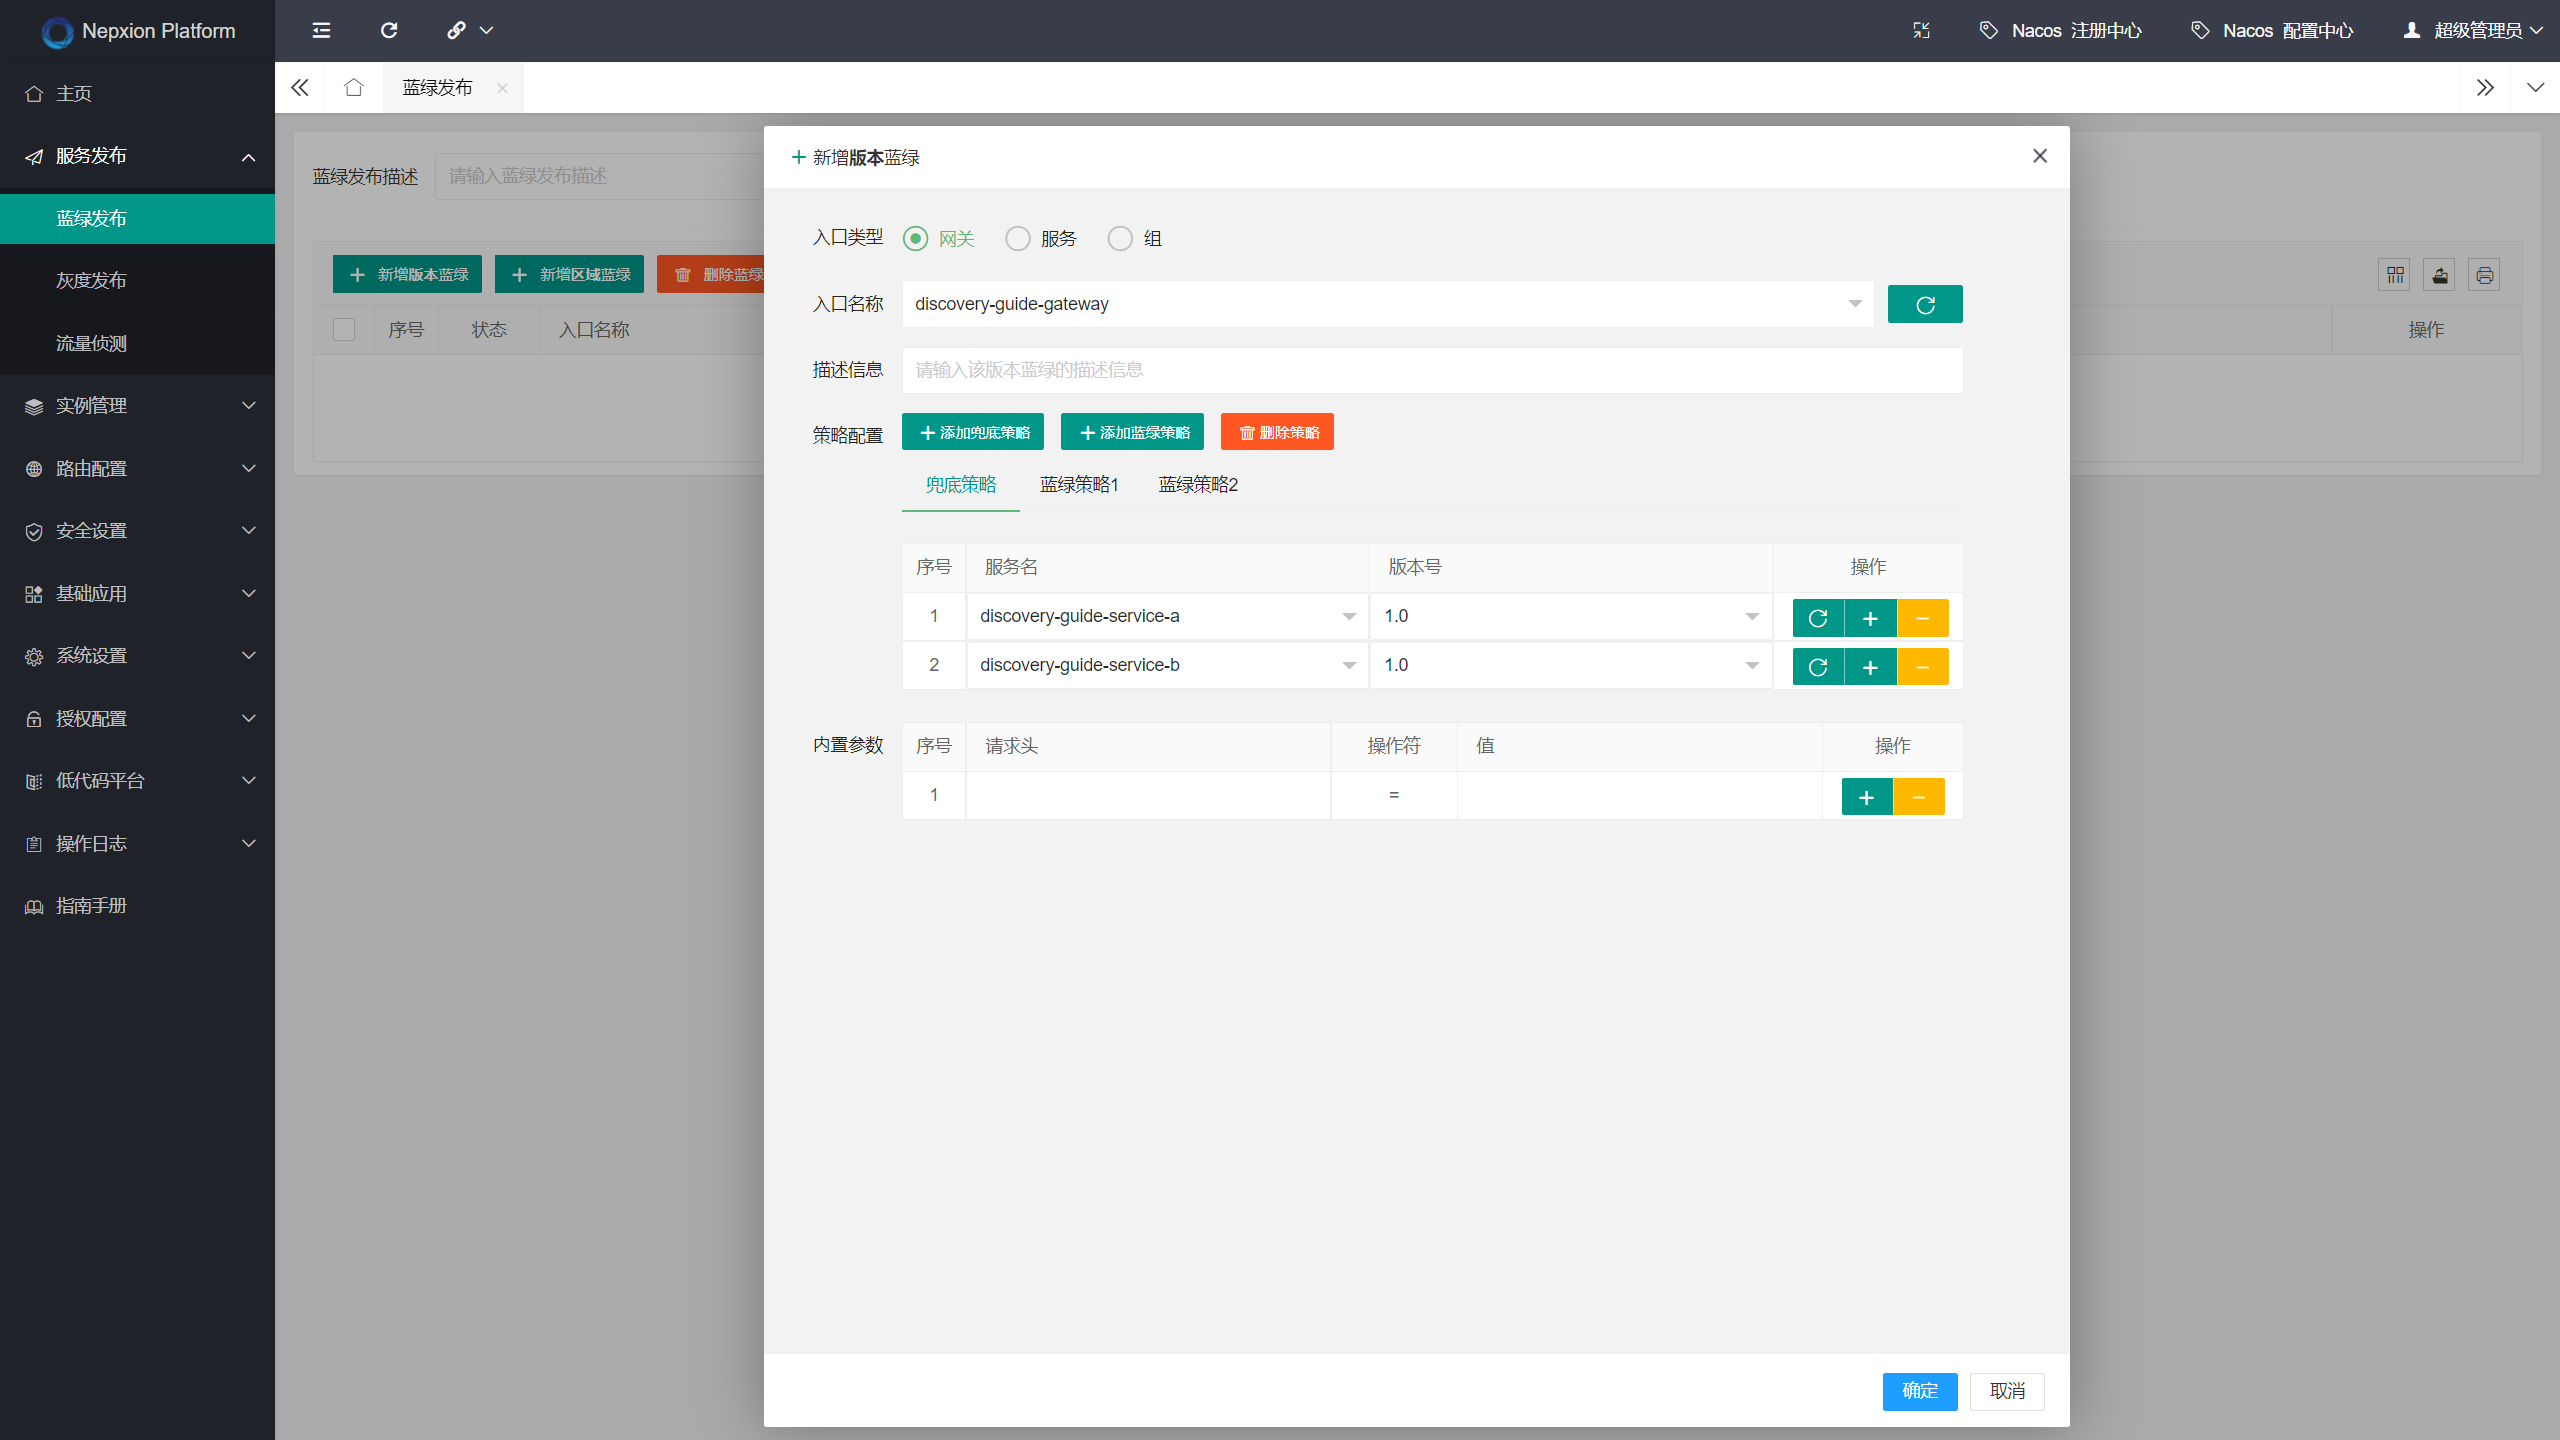 Nepxion Platform
Nacos 注册中心
Nacos 配置中心
超级管理员
主页
服务发布
蓝绿发布
灰度发布
流量侦测
实例管理
路由配置
安全设置
基础应用
系统设置
授权配置
低代码平台
操作日志
指南手册
蓝绿发布
蓝绿发布描述 请输入蓝绿发布描述
新增版本蓝绿 新增区域蓝绿 删除蓝绿
序号 状态 入口名称 操作
新增版本蓝绿
入口类型 网关 服务 组
入口名称 discovery-guide-gateway
描述信息 请输入该版本蓝绿的描述信息
策略配置 添加兜底策略 添加蓝绿策略 删除策略
兜底策略 蓝绿策略1 蓝绿策略2
序号 服务名 版本号 操作
1 discovery-guide-service-a 1.0
2 discovery-guide-service-b 1.0
内置参数 序号 请求头 操作符 值 操作
1 =
确定 取消